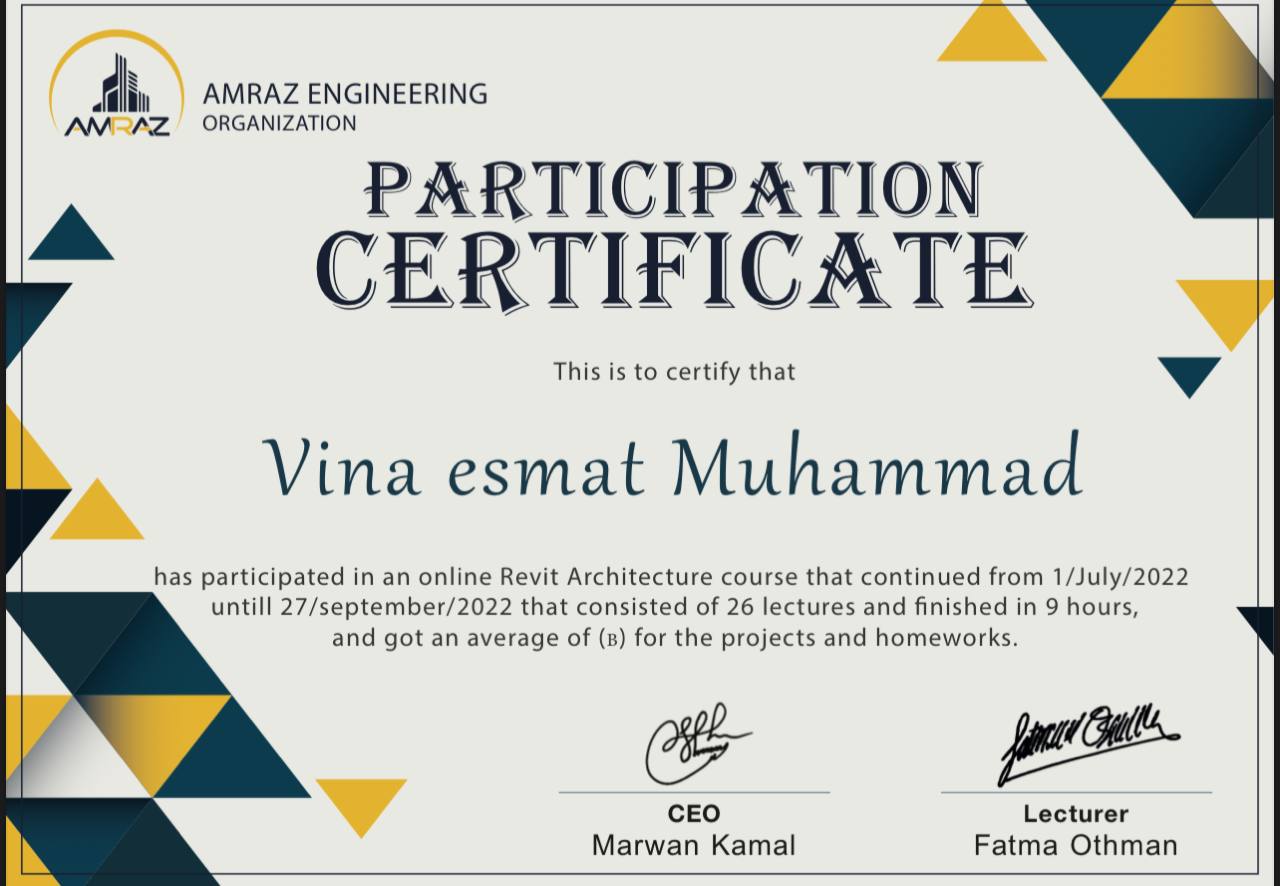 AMRAZ
AMRAZ ENGINEERING
ORGANIZATION
PARTICIPATION
CERTIFICATE
This is to certify that
Vina esmat Muhammad
has participated in an online Revit Architecture course that continued from 1/July/2022
untill 27/september/2022 that consisted of 26 lectures and finished in 9 hours,
and got an average of (B) for the projects and homeworks.
CEO
Marwan Kamal
Lecturer
Fatma Othman